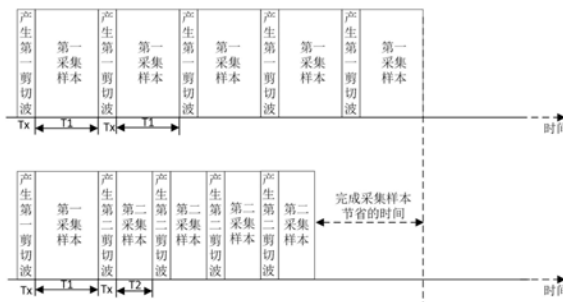 产生第一剪切波
第一
采集
样本
产生第一剪切波
第一
采集
样本
产生第一剪切波
第一
采集
样本
产生第一剪切波
第一
采集
样本
产生第一剪切波
第一
采集
样本
Tx
T1
Tx
T1
时间
产生第一剪切波
第一
采集
样本
产生第二剪切波
第二
采集
样本
产生第二剪切波
第二
采集
样本
产生第二剪切波
第二
采集
样本
产生第二剪切波
第二
采集
样本
完成采集样本
节省的时间
Tx
T1
Tx
T2
时间